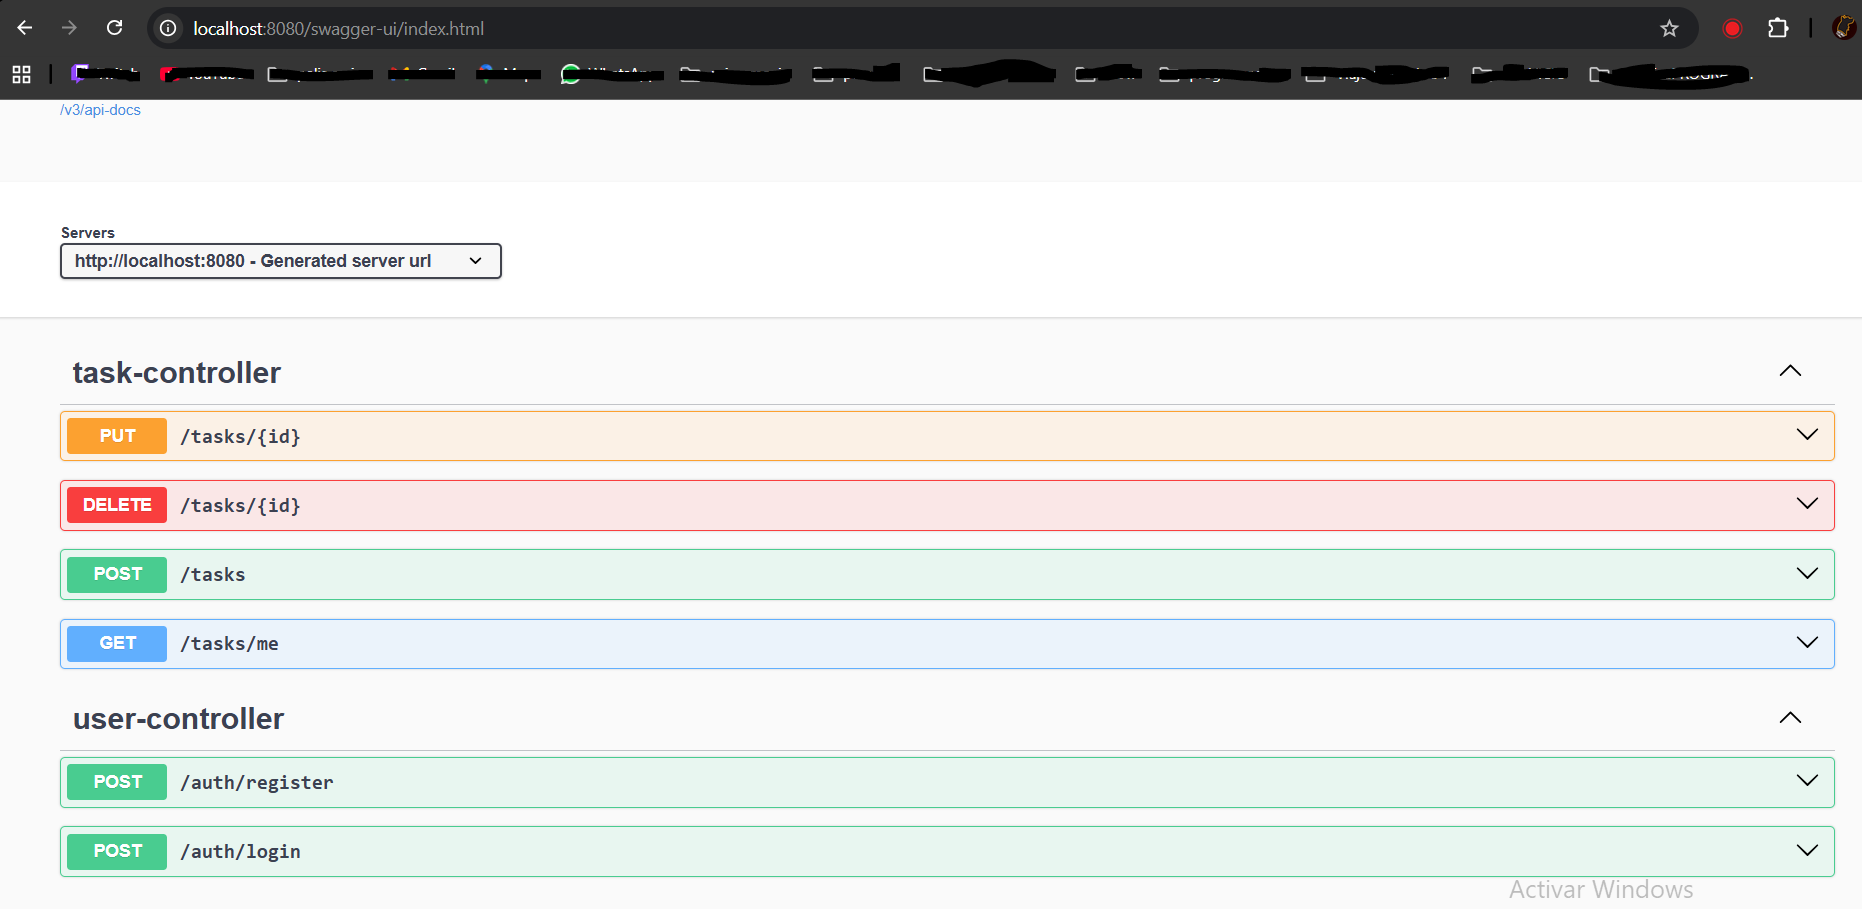 localhost:8080/swagger-ui/index.html
/v3/api-docs
Servers
http://localhost:8080 - Generated server url
task-controller
PUT /tasks/{id}
DELETE /tasks/{id}
POST /tasks
GET /tasks/me
user-controller
POST /auth/register
POST /auth/login
Activar Windows